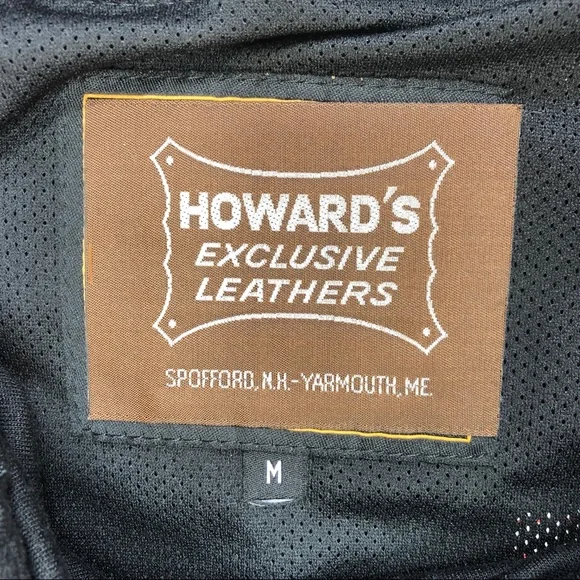 HOWARD'S
EXCLUSIVE
LEATHERS
SPOFFORD, N.H.-YARMOUTH, ME.
M